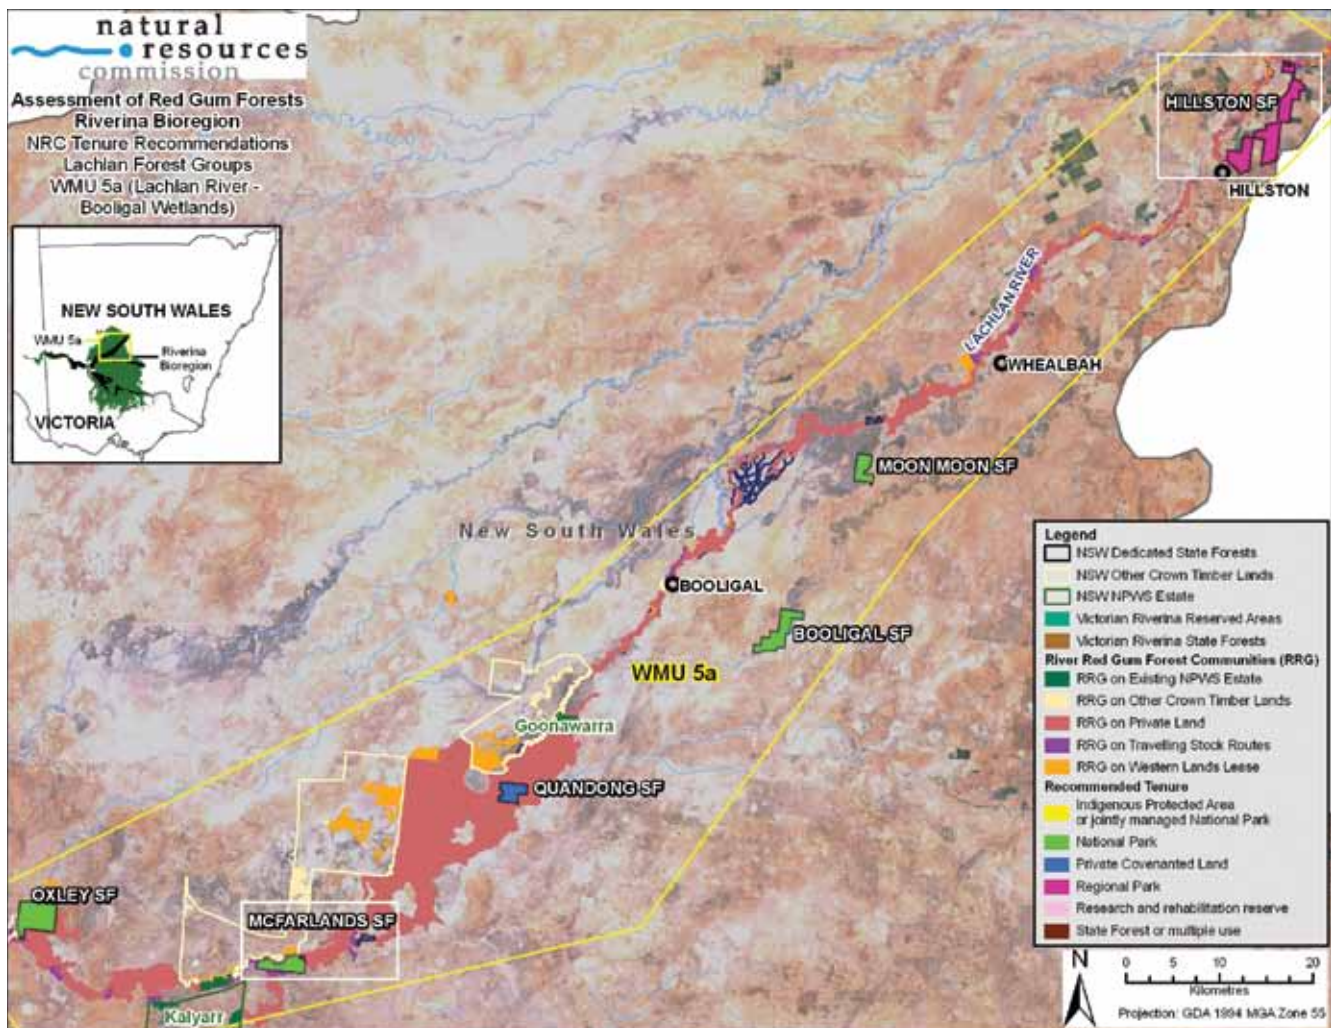 natural
resources
commission
Assessment of Red Gum Forests
Riverina Bioregion
NRC Tenure Recommendations
Lachlan Forest Groups
WMU 5a (Lachlan River -
Booligal Wetlands)
NEW SOUTH WALES
WMU 5a
Riverina
Bioregion
VICTORIA
HILLSTON SF
HILLSTON
LACHLAN RIVER
WHEALBAH
MOON MOON SF
New South Wales
BOOLIGAL
BOOLIGAL SF
WMU 5a
Goonawarra
QUANDONG SF
OXLEY SF
MCFARLANDS SF
Kalyarr
Legend
NSW Dedicated State Forests
NSW Other Crown Timber Lands
NSW NPWS Estate
Victorian Riverina Reserved Areas
Victorian Riverina State Forests
River Red Gum Forest Communities (RRG)
RRG on Existing NPWS Estate
RRG on Other Crown Timber Lands
RRG on Private Land
RRG on Travelling Stock Routes
RRG on Western Lands Lease
Recommended Tenure
Indigenous Protected Area
or jointly managed National Park
National Park
Private Covenanted Land
Regional Park
Research and rehabilitation reserve
State Forest or multiple use
N
0 5 10 20
Kilometres
Projection: GDA 1994 MGA Zone 55